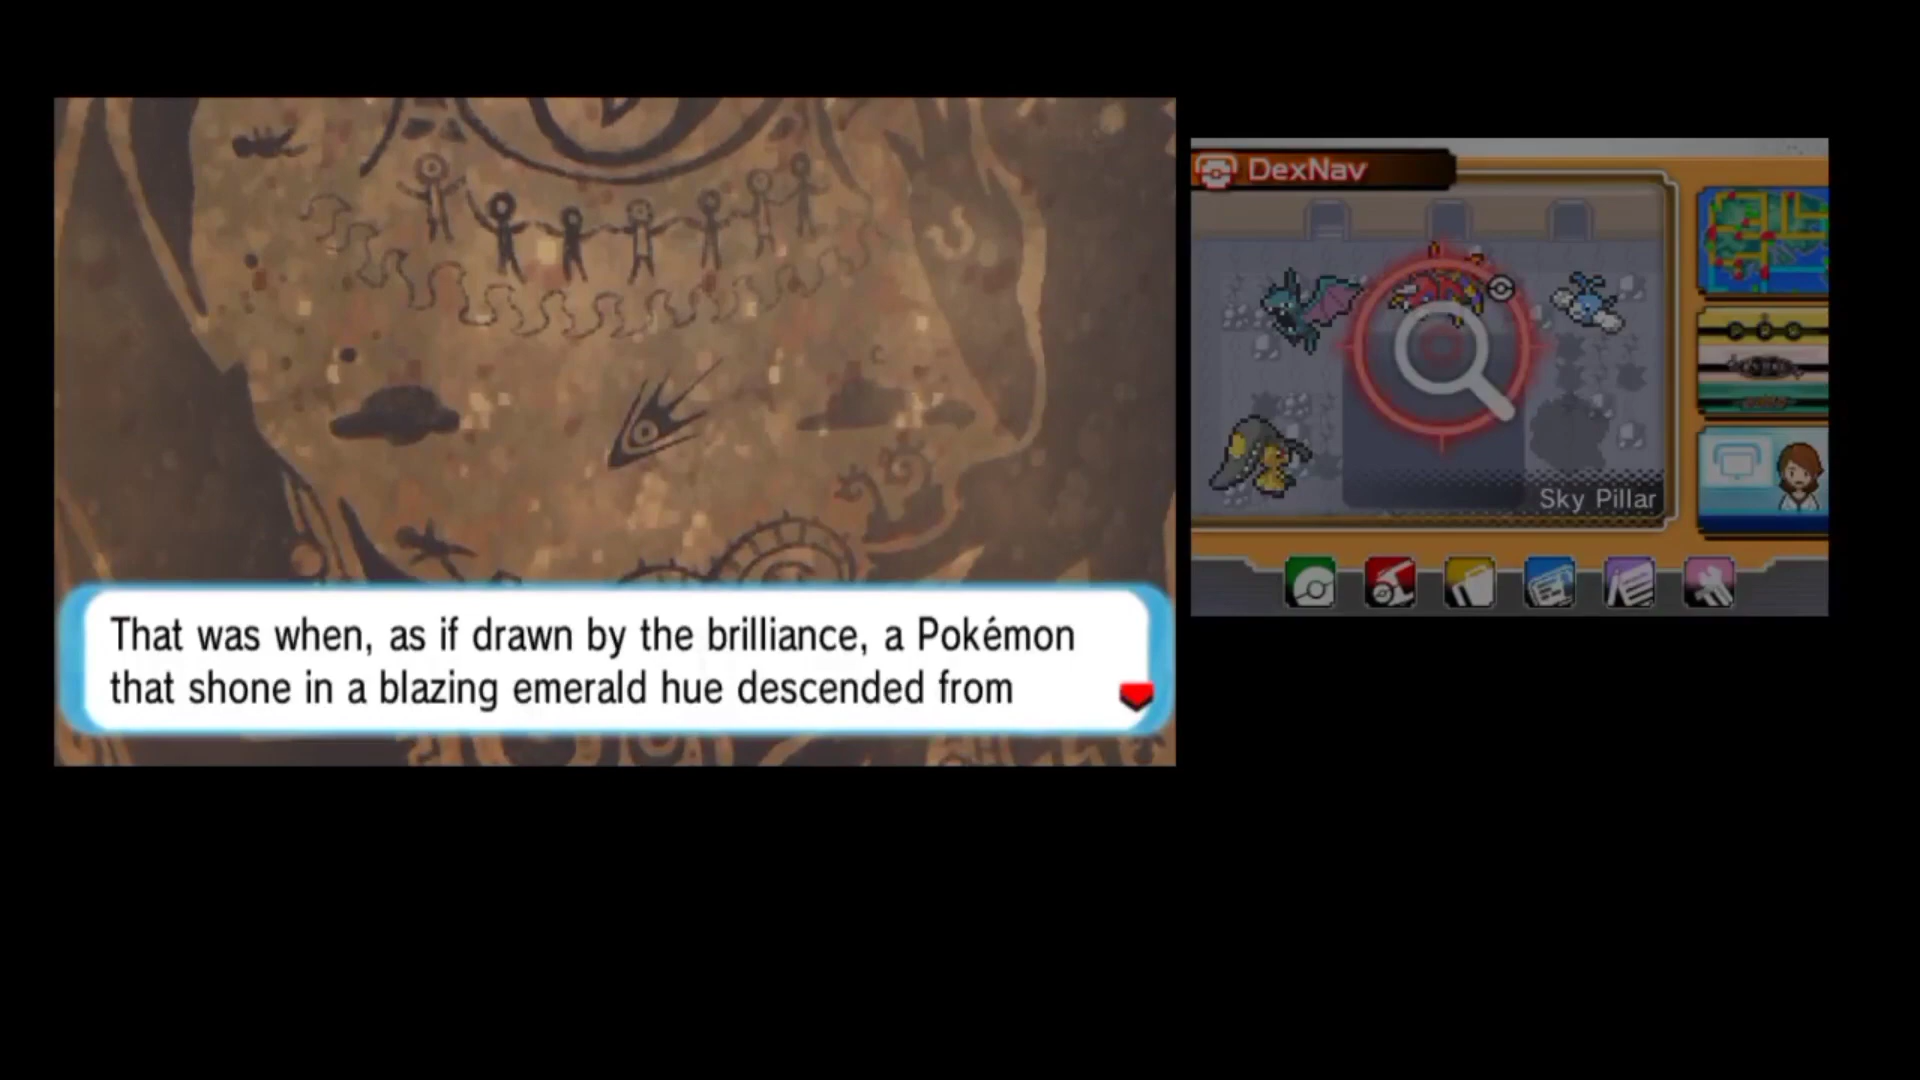 That was when, as if drawn by the brilliance, a Pokémon
that shone in a blazing emerald hue descended from
DexNav
Sky Pillar